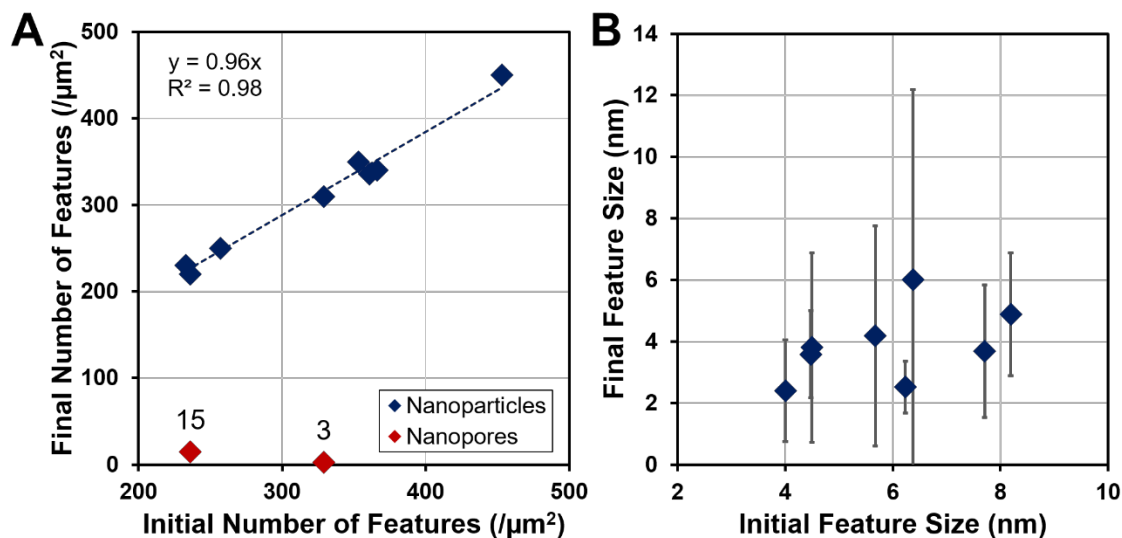 A
500
400
300
200
100
0
200
300
400
500
Final Number of Features (/µm²)
Initial Number of Features (/µm²)
y = 0.96x
R² = 0.98
15
3
Nanoparticles
Nanopores
B
14
12
10
8
6
4
2
0
2
4
6
8
10
Final Feature Size (nm)
Initial Feature Size (nm)